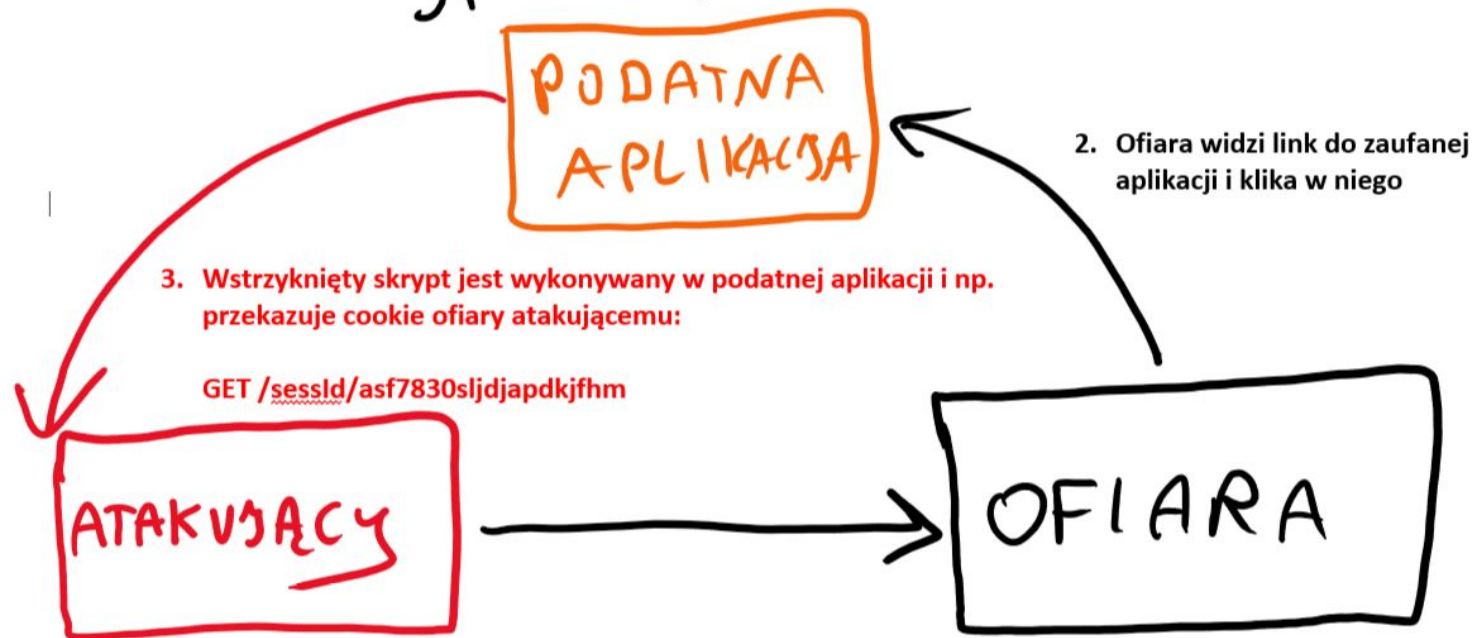 PODATNA
APLIKACJA
2. Ofiara widzi link do zaufanej
aplikacji i klika w niego
3. Wstrzyknięty skrypt jest wykonywany w podatnej aplikacji i np.
przekazuje cookie ofiary atakującemu:
GET /sessId/asf7830sljdjapdkjfhm
ATAKUJĄCY
OFIARA